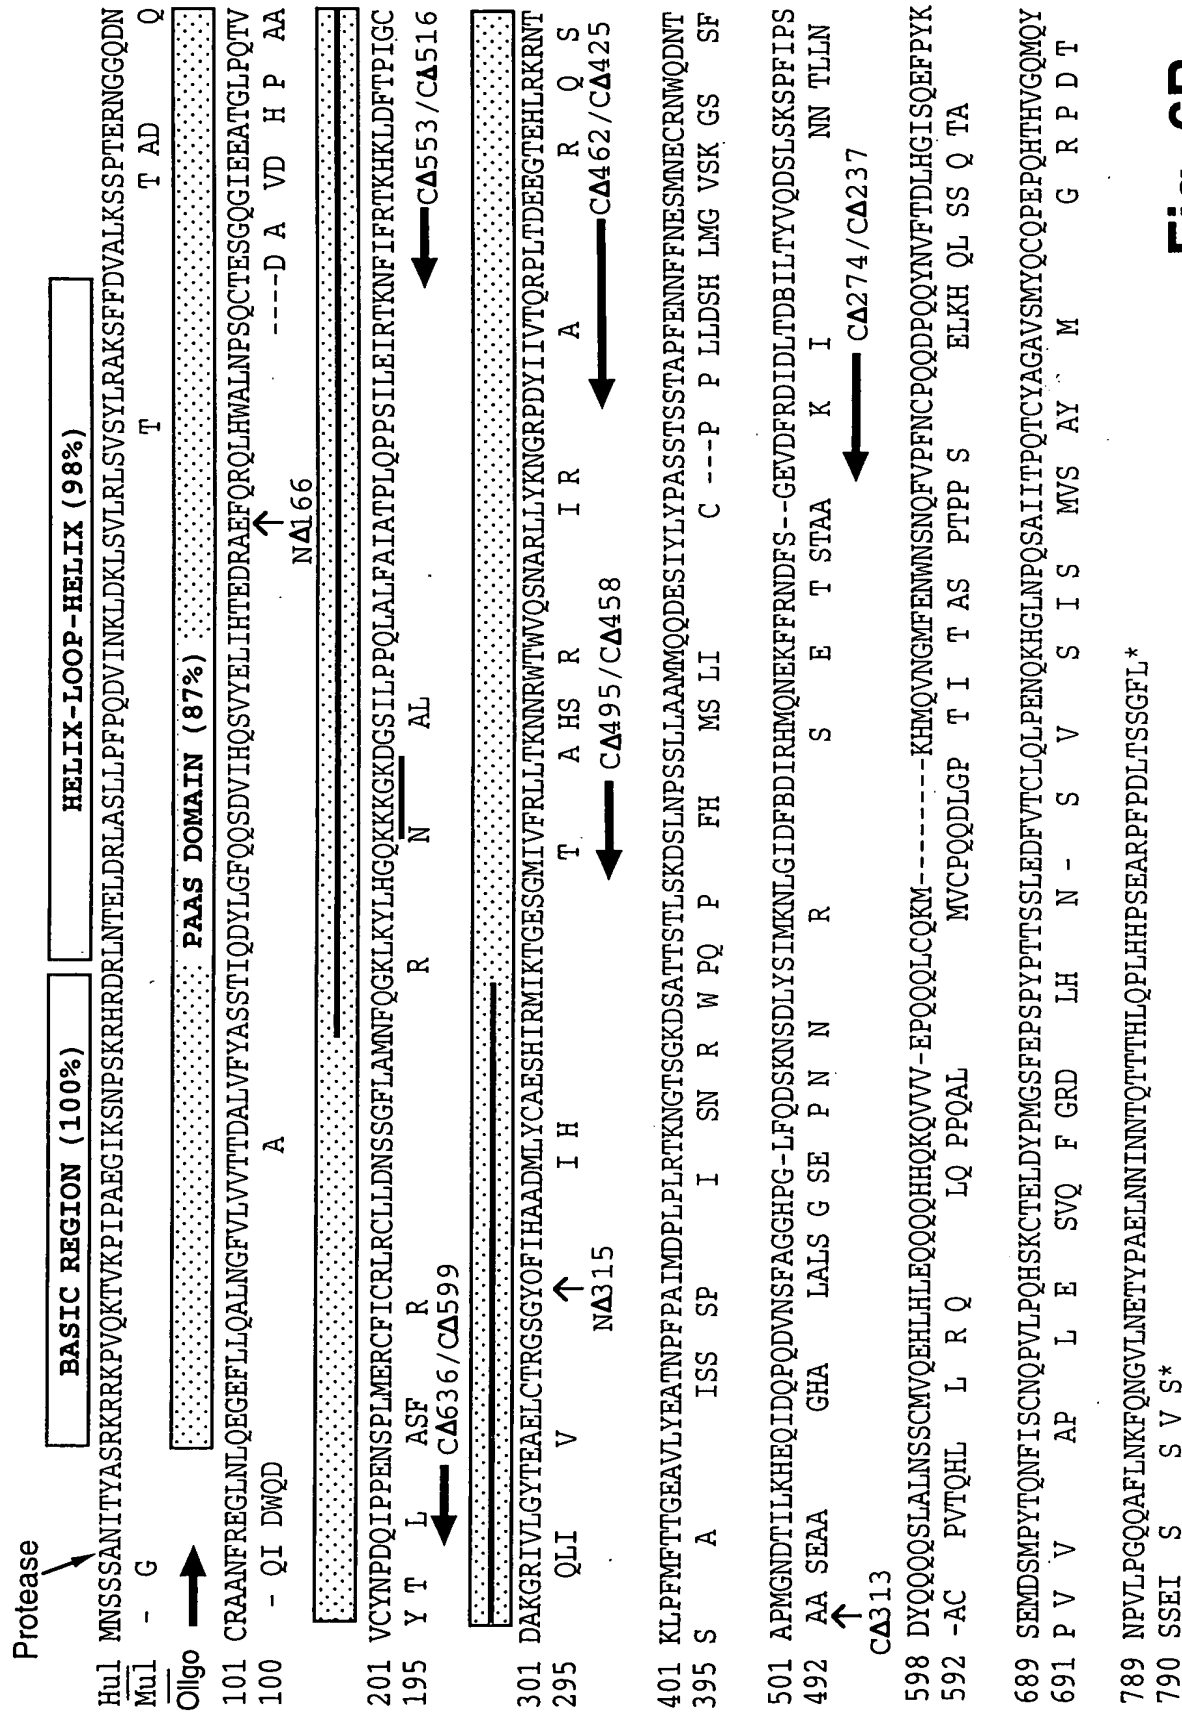 Protease
BASIC REGION (100%) HELIX-LOOP-HELIX (98%)
Hu1 MNSSSANITYASRKRRKPVQKTVKPIPAEGIKSNPSKRHRDRLNTELDRLASLLPFPQDVINKLDKLSVLRLSVSYLRAKSFFDVALKSSPTERNGGQDN
Mu1 - G T T AD Q
Oligo PAAS DOMAIN (87%)
101 CRAANFREGLNLQEGEFLLQALNGFVLVVTTDALVFYASSTIQDYLGFQQSDVIHQSVYELIHTEDRAEFQRQLHWALNPSQCTESGQGIEEATGLPQTV
100 - QI DWQD A ----D A VD H P AA
NΔ166
201 VCYNPDQIPPENSPLMERCFICRLRCLLDNSSGFLAMNFQGKLKYLHGQKKKGKDGSILPPQLALFAIATPLQPPSILEIRTKNFIFRTKHKLDFTPIGC
195 Y T L ASF R R N AL
CΔ636/CΔ599 CΔ553/CΔ516
301 DAKGRIVLGYTEAELCTRGSGYQFIHAADMLYCAESHIRMIKTGESGMIVFRLLTKNNRWTWVQSNARLLYKNGRPDYIIVTQRPLTDEEGTEHLRKRNT
295 QLI V I H T A HS R I R A R Q S
NΔ315 CΔ495/CΔ458 CΔ462/CΔ425
401 KLPFMFTTGEAVLYEATNPFPAIMDPLPLRTKNGTSGKDSATTSTLSKDSLNPSSLLAAMMQQDESIYLYPASSTSSTAPFENNFFNESMNECRNWQDNT
395 S A ISS SP I SN R W PQ P FH MS LI C ---P P LLDSH LMG VSK GS SF
501 APMGNDTILKHEQIDQPQDVNSFAGGHPG-LFQDSKNSDLYSIMKNLGIDFBDIRHMQNEKFFRNDFS--GEVDFRDIDLTDBILTYVQDSLSKSPFIPS
492 AA SEAA GHA LALS G SE P N N R S E T STAA K I NN TLLN
CΔ313 CΔ274/CΔ237
598 DYQQQQSLALNSSCMVQEHLHLEQQQQHHQKQVVV-EPQQQLCQKM--------KHMQVNGMFENWNSNQFVPFNCPQQDPQQYNVFTDLHGISQEFPYK
592 -AC PVTQHL L R Q LQ PPQAL MVCPQQDLGP T I T AS PTPP S ELKH QL SS Q TA
689 SEMDSMPYTQNFISCNQPVLPQHSKCTELDYPMGSFEPSPYPTTSSLEDFVTCLQLPENQKHGLNPQSAIITPQTCYAGAVSMYQCQPEPQHTHVGQMQY
691 P V V AP L E SVQ F GRD LH N - S V S I S MVS AY M G R P D T
789 NPVLPGQQAFLNKFQNGVLNETYPAELNNINNTQTTTHLQPLHHPSEARPFPDLTSSGFL*
790 SSEI S S S V S*